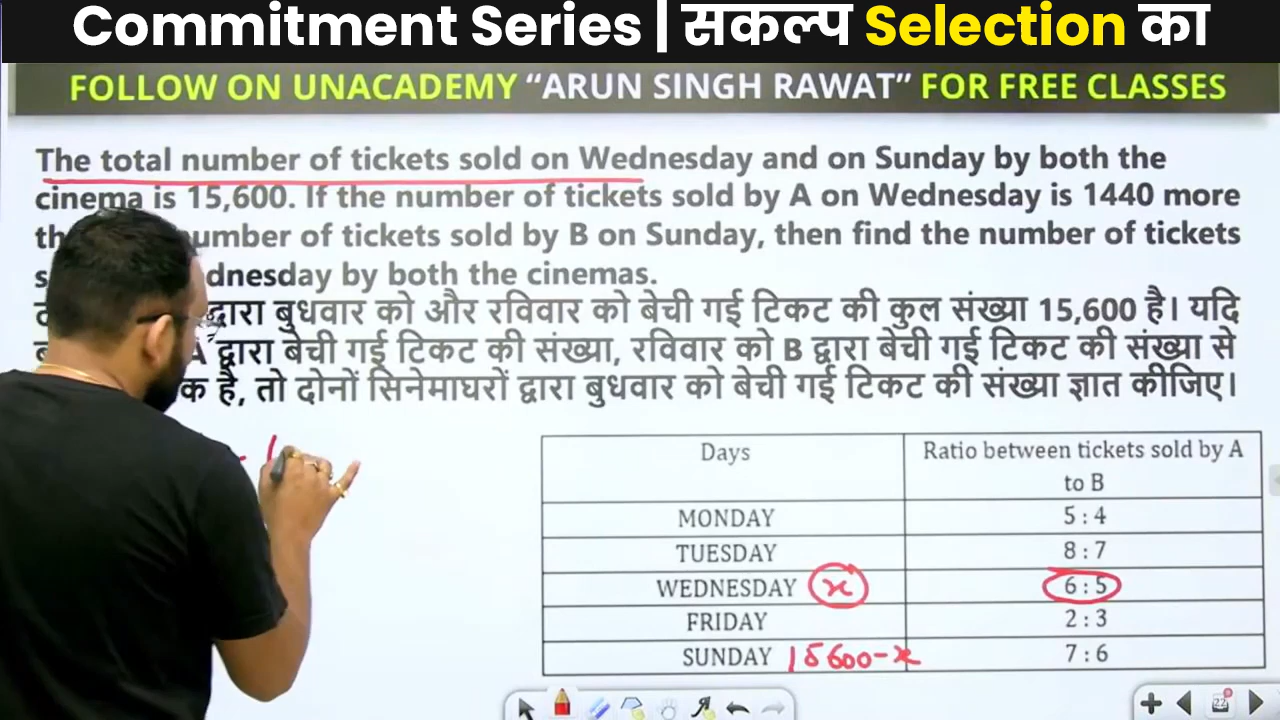 Commitment Series | सकल्प Selection का
FOLLOW ON UNACADEMY “ARUN SINGH RAWAT” FOR FREE CLASSES
The total number of tickets sold on Wednesday and on Sunday by both the
cinema is 15,600. If the number of tickets sold by A on Wednesday is 1440 more
number of tickets sold by B on Sunday, then find the number of tickets
by both the cinemas.
द्वारा बुधवार को और रविवार को बेची गई टिकट की कुल संख्या 15,600 है। यदि
A द्वारा बेची गई टिकट की संख्या, रविवार को B द्वारा बेची गई टिकट की संख्या से
है, तो दोनों सिनेमाघरों द्वारा बुधवार को बेची गई टिकट की संख्या ज्ञात कीजिए।
Days Ratio between tickets sold by A
to B
MONDAY 5 : 4
TUESDAY 8 : 7
WEDNESDAY x 6 : 5
FRIDAY 2 : 3
SUNDAY 15600-x 7 : 6
22